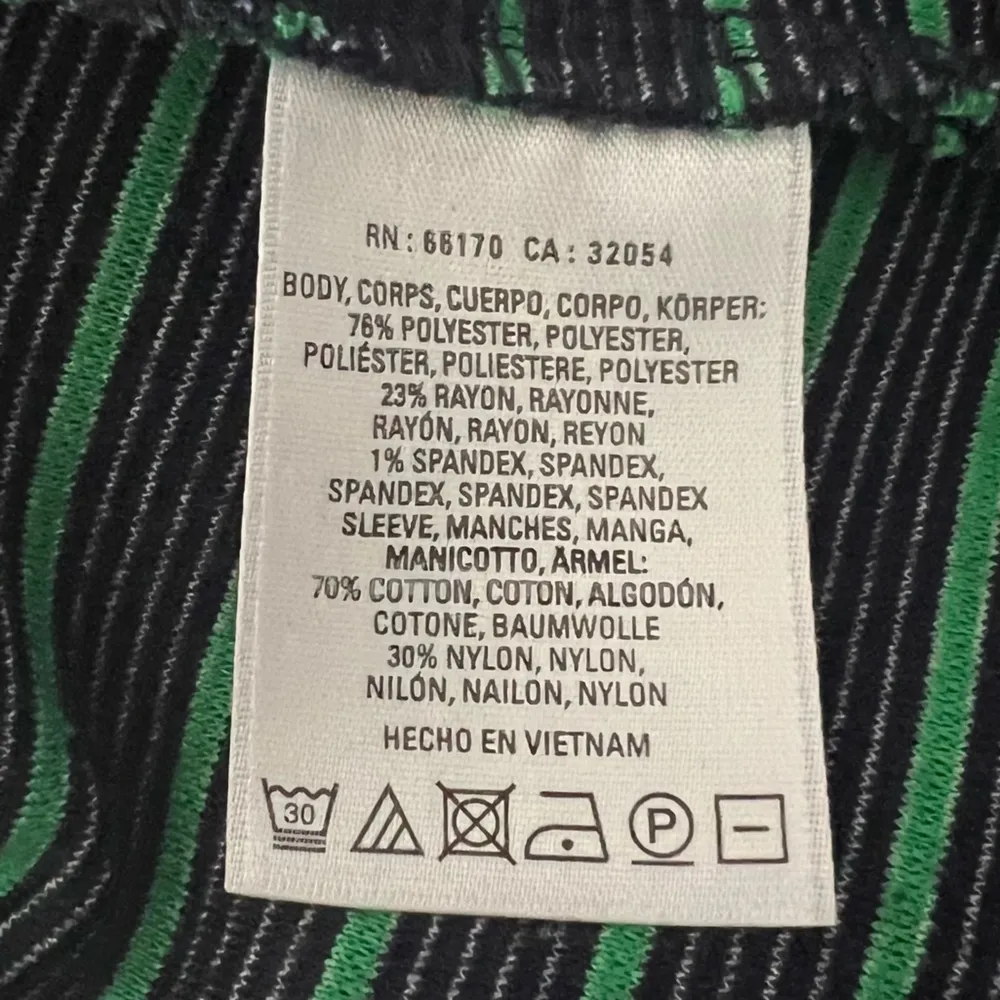 RN : 66170 CA : 32054
BODY, CORPS, CUERPO, CORPO, KÖRPER:
76% POLYESTER, POLYESTER,
POLIÉSTER, POLIESTERE, POLYESTER
23% RAYON, RAYONNE,
RAYÓN, RAYON, REYON
1% SPANDEX, SPANDEX,
SPANDEX, SPANDEX, SPANDEX
SLEEVE, MANCHES, MANGA,
MANICOTTO, ÄRMEL:
70% COTTON, COTON, ALGODÓN,
COTONE, BAUMWOLLE
30% NYLON, NYLON,
NILÓN, NAILON, NYLON
HECHO EN VIETNAM
30 P